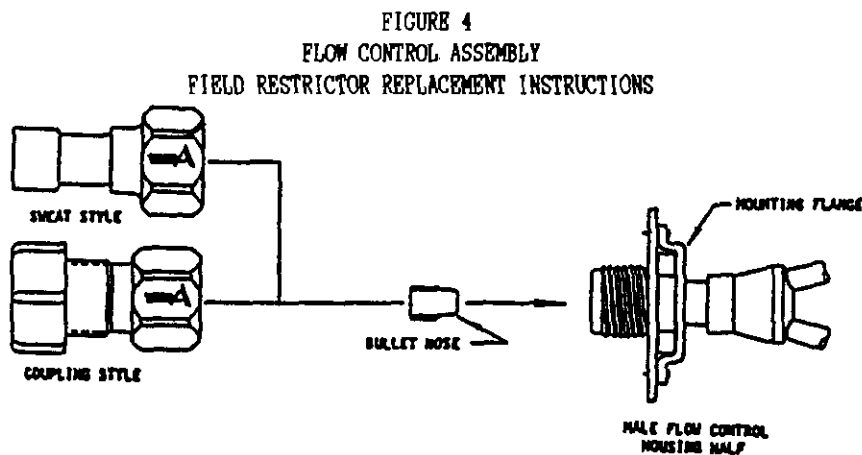 FIGURE 4
FLOW CONTROL ASSEMBLY
FIELD RESTRICTOR REPLACEMENT INSTRUCTIONS
SWEAT STYLE
MOUNTING FLANGE
BULLET NOSE
COUPLING STYLE
MALE FLOW CONTROL
HOUSING HALF